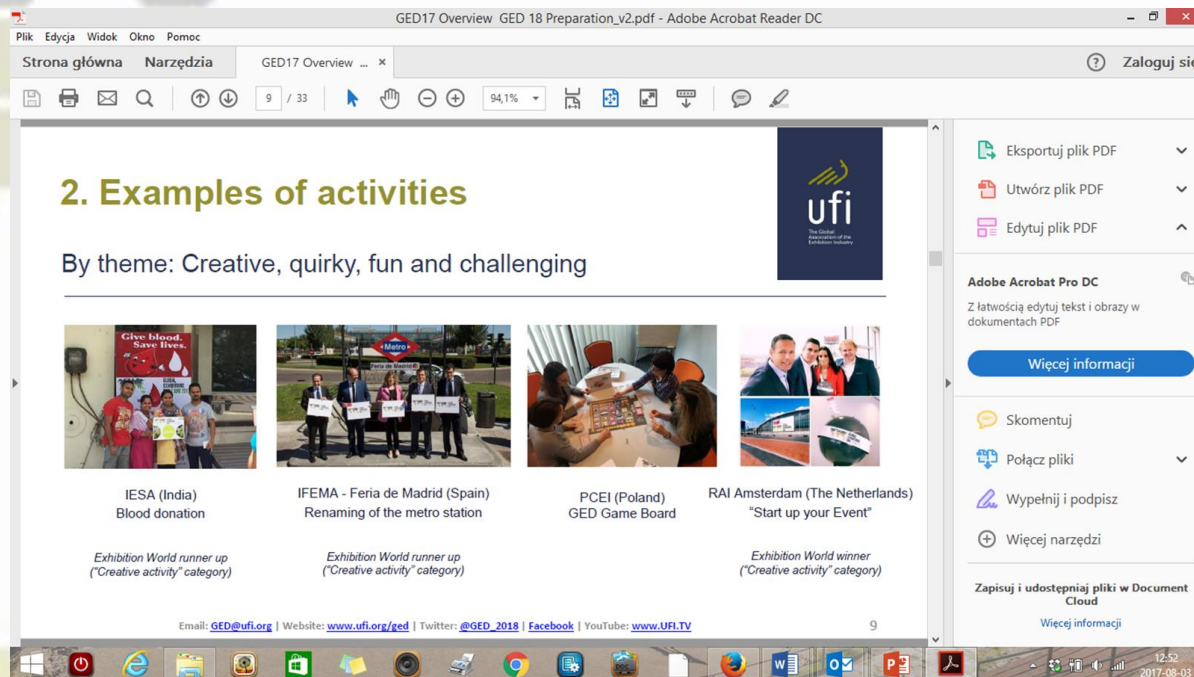 GED17 Overview GED 18 Preparation_v2.pdf - Adobe Acrobat Reader DC
Plik Edycja Widok Okno Pomoc
Strona główna Narzędzia GED17 Overview ... × Zaloguj się
9 / 33 94,1%
2. Examples of activities
ufi
The Global
Association of the
Exhibition Industry
By theme: Creative, quirky, fun and challenging
Give blood.
Save lives.
Metro
Feria de Madrid
IESA (India)
Blood donation
Exhibition World runner up
("Creative activity" category)
IFEMA - Feria de Madrid (Spain)
Renaming of the metro station
Exhibition World runner up
("Creative activity" category)
PCEI (Poland)
GED Game Board
RAI Amsterdam (The Netherlands)
“Start up your Event”
Exhibition World winner
("Creative activity" category)
Email: GED@ufi.org | Website: www.ufi.org/ged | Twitter: @GED_2018 | Facebook | YouTube: www.UFI.TV
9
Eksportuj plik PDF
Utwórz plik PDF
Edytuj plik PDF
Adobe Acrobat Pro DC
Z łatwością edytuj tekst i obrazy w
dokumentach PDF
Więcej informacji
Skomentuj
Połącz pliki
Wypełnij i podpisz
Więcej narzędzi
Zapisuj i udostępniaj pliki w Document
Cloud
Więcej informacji
12:52
2017-08-03